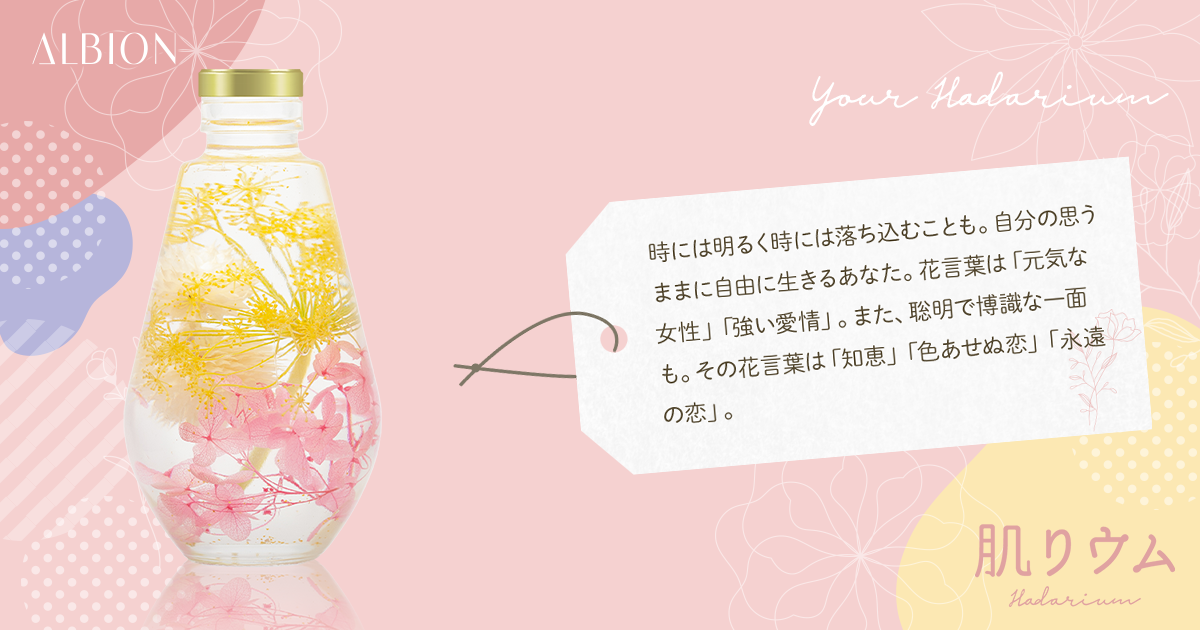 ALBION
Your Hadarium
時には明るく時には落ち込むことも。自分の思う
ままに自由に生きるあなた。花言葉は「元気な
女性」「強い愛情」。また、聡明で博識な一面
も。その花言葉は「知恵」「色あせぬ恋」「永遠
の恋」。
肌りウム
Hadarium